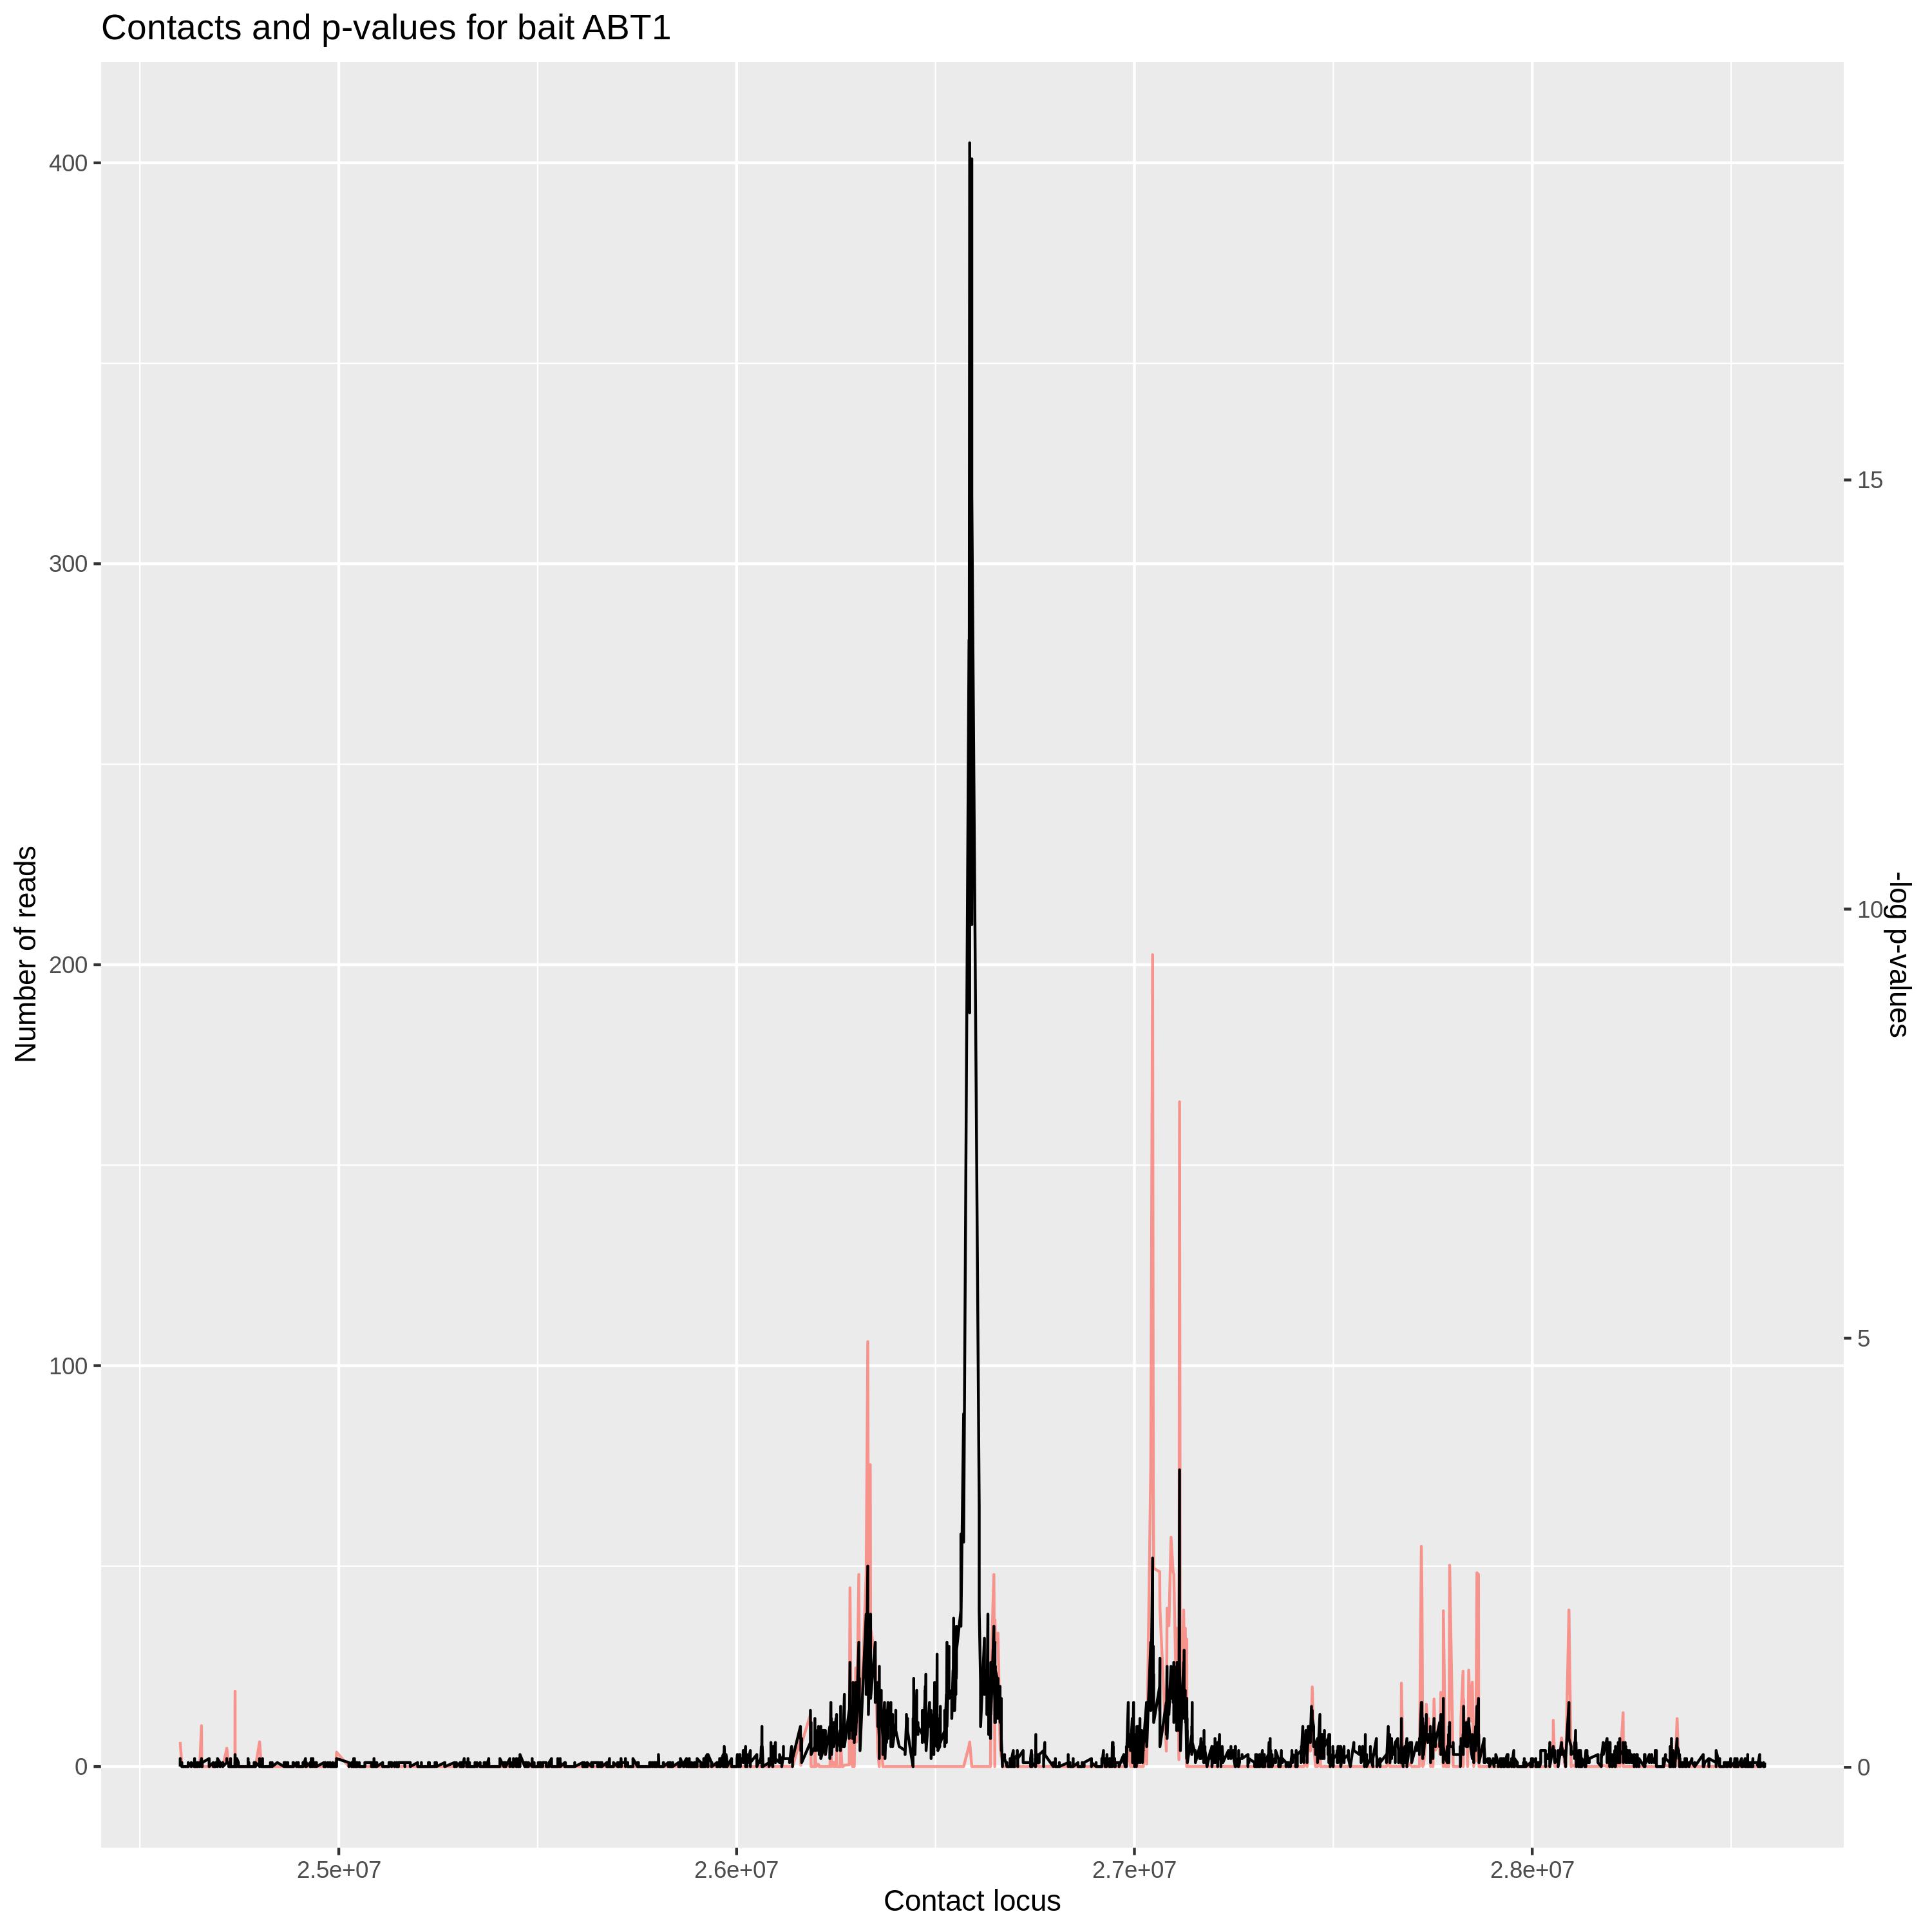 Contacts and p-values for bait ABT1
400
300
200
100
0
Number of reads
15
10
5
0
-log p-values
2.5e+07
2.6e+07
2.7e+07
2.8e+07
Contact locus